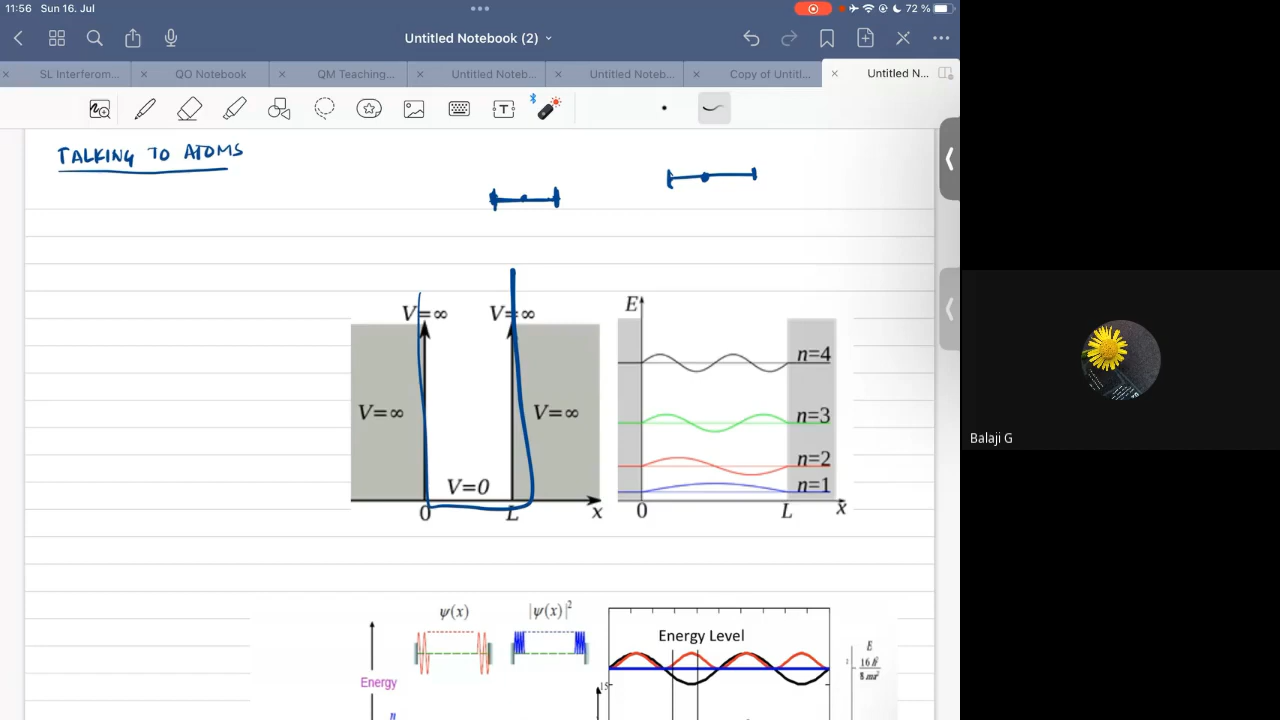 11:56 Sun 16. Jul
72 %
Untitled Notebook (2)
SL Interferom...
QO Notebook
QM Teaching...
Untitled Noteb...
Untitled Noteb...
Copy of Untitl...
Untitled N...
TALKING TO ATOMS
V=∞ V=∞
V=∞ V=∞
V=0
0 L x
E
n=4
n=3
n=2
n=1
0 L x
Balaji G
ψ(x) |ψ(x)|²
Energy
n
Energy Level
15
E